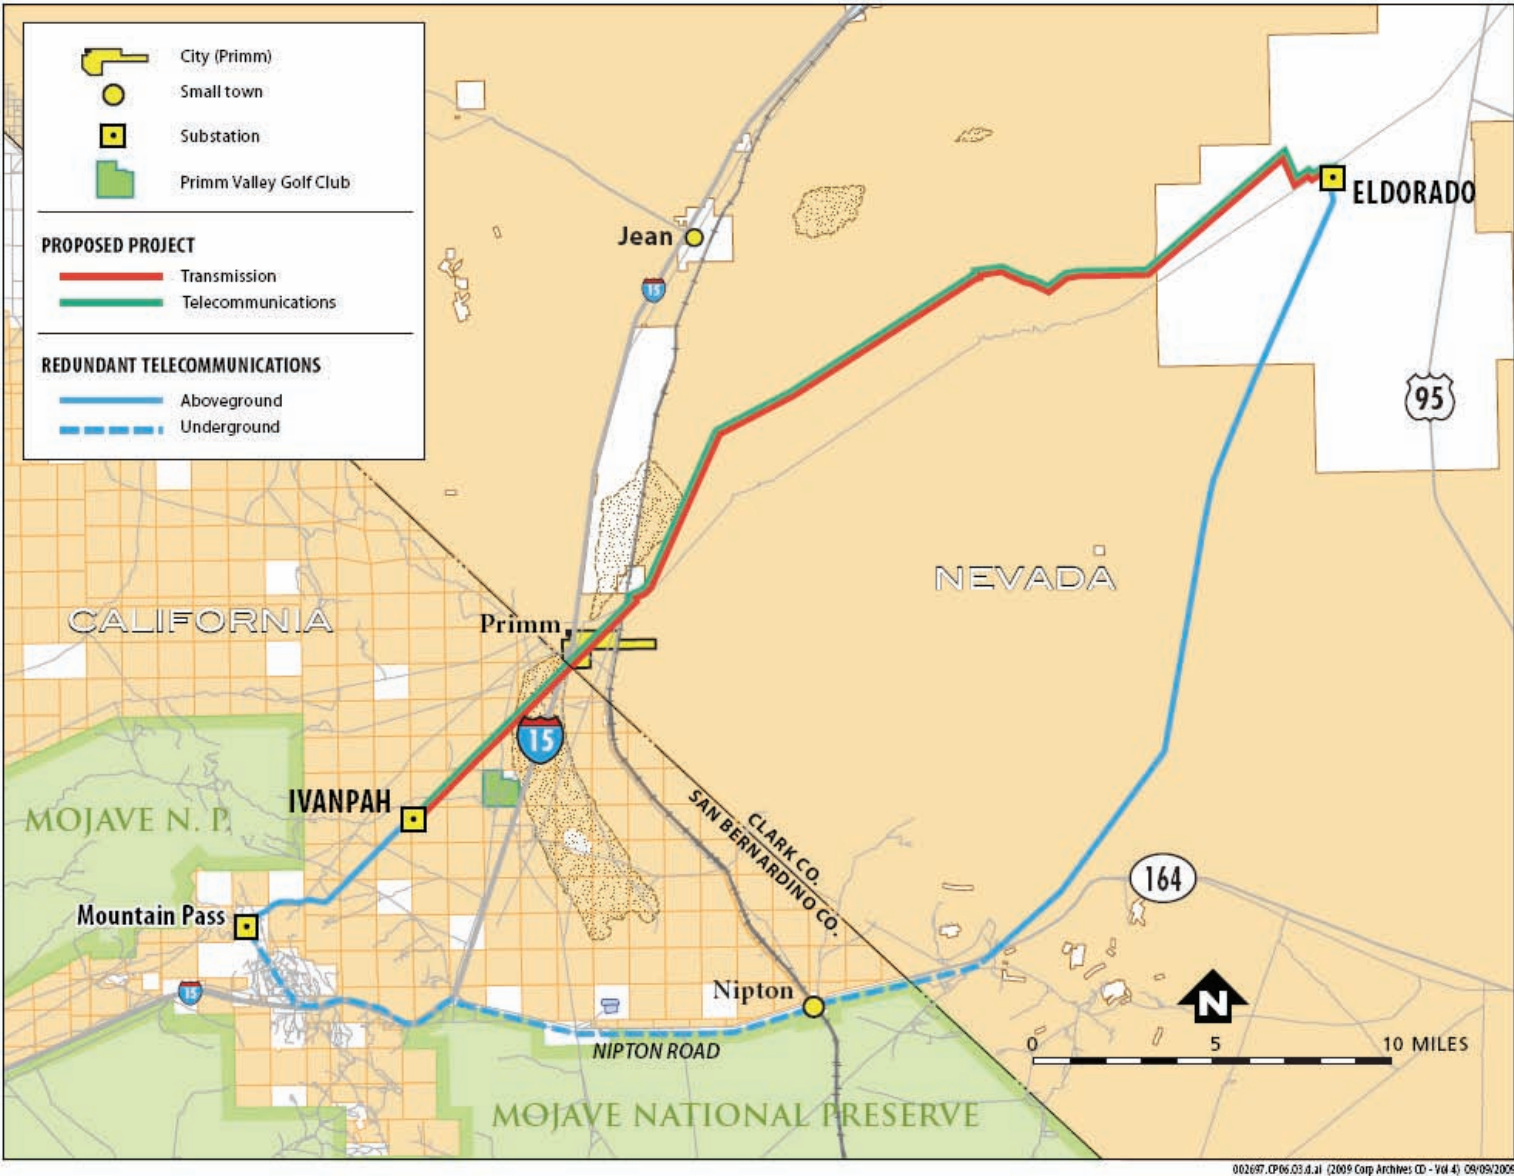 City (Primm)
Small town
Substation
Primm Valley Golf Club
PROPOSED PROJECT
Transmission
Telecommunications
REDUNDANT TELECOMMUNICATIONS
Aboveground
Underground
Jean
15
ELDORADO
95
NEVADA
CALIFORNIA
Primm
15
IVANPAH
MOJAVE N. P.
CLARK CO.
SAN BERNARDINO CO.
164
Mountain Pass
15
Nipton
N
NIPTON ROAD
0 5 10 MILES
MOJAVE NATIONAL PRESERVE
002697.CP06.03.d.ai (2009 Corp Archives CD - Vol 4) 09/09/2009